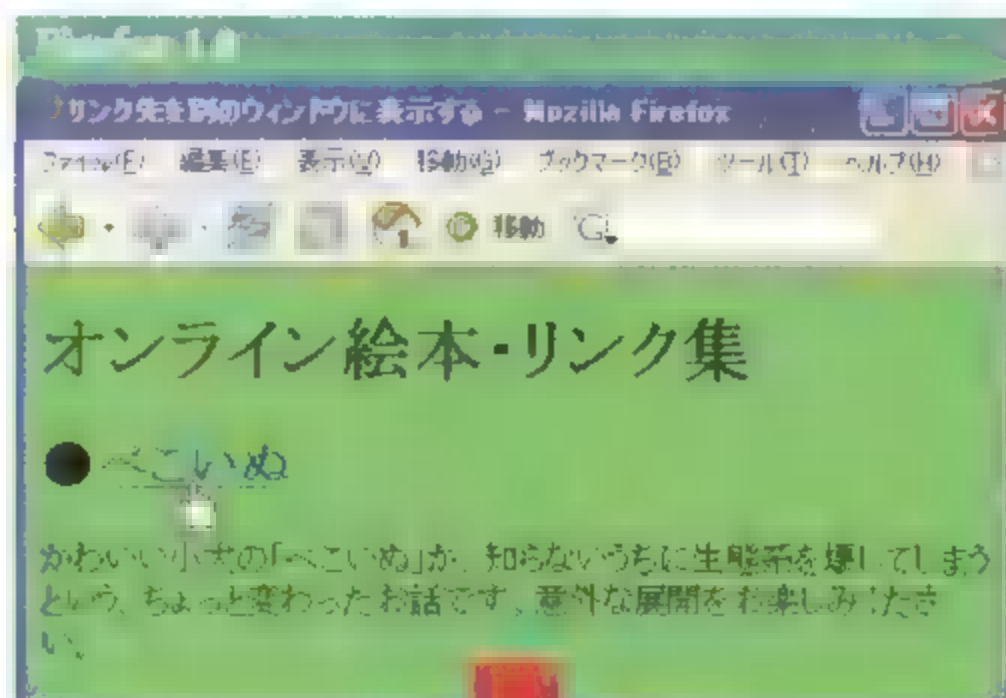 Firefox 1.0
リンク先を別のウィンドウに表示する - Mozilla Firefox
ファイル(F) 編集(E) 表示(V) 移動(G) ブックマーク(B) ツール(T) ヘルプ(H)
移動 G
オンライン絵本・リンク集
● ぺこいぬ
かわいい小犬の「ぺこいぬ」が、知らないうちに生態系を壊してしまう
という、ちょっと変わったお話です。意外な展開をお楽しみくださ
い。